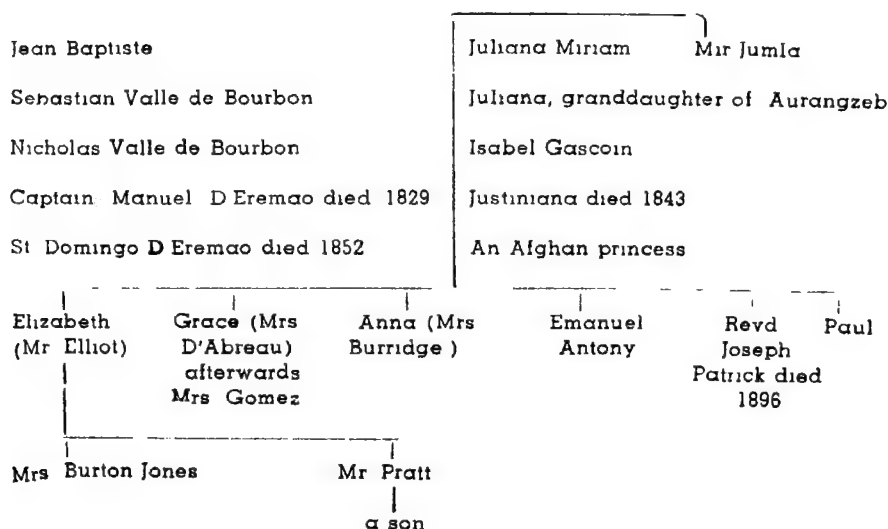 Jean Baptiste Juliana Miriam Mir Jumla
Sebastian Valle de Bourbon Juliana, granddaughter of Aurangzeb
Nicholas Valle de Bourbon Isabel Gascoin
Captain Manuel D Eremao died 1829 Justiniana died 1843
St Domingo D Eremao died 1852 An Afghan princess
Elizabeth
(Mr Elliot)
Grace (Mrs
D'Abreau)
afterwards
Mrs Gomez
Anna (Mrs
Burridge)
Emanuel
Antony
Revd
Joseph
Patrick died
1896
Paul
Mrs Burton Jones Mr Pratt
a son